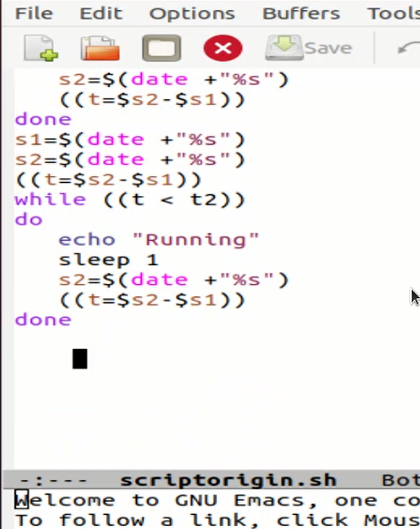 File Edit Options Buffers Tools
Save
s2=$(date +"%s")
((t=$s2-$s1))
done
s1=$(date +"%s")
s2=$(date +"%s")
((t=$s2-$s1))
while ((t < t2))
do
echo "Running"
sleep 1
s2=$(date +"%s")
((t=$s2-$s1))
done
-:--- scriptorigin.sh Bot
Welcome to GNU Emacs, one co
To follow a link, click Mous